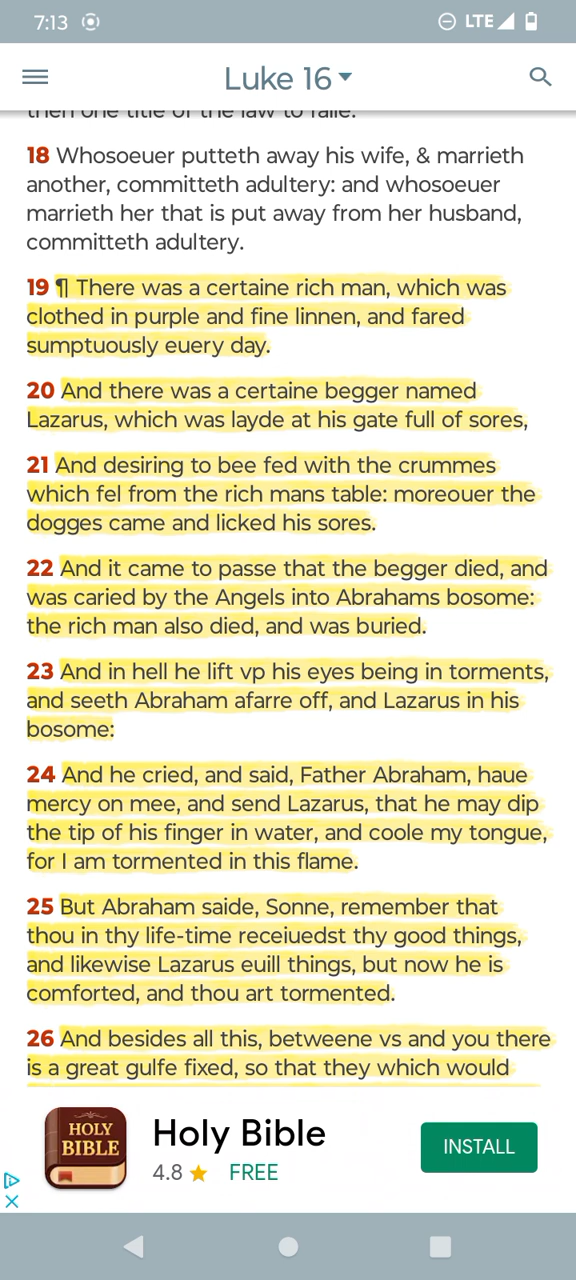 7:13
LTE
Luke 16
then one title of the law to faile.
18 Whosoeuer putteth away his wife, & marrieth
another, committeth adultery: and whosoeuer
marrieth her that is put away from her husband,
committeth adultery.
19 ¶ There was a certaine rich man, which was
clothed in purple and fine linnen, and fared
sumptuously euery day.
20 And there was a certaine begger named
Lazarus, which was layde at his gate full of sores,
21 And desiring to bee fed with the crummes
which fel from the rich mans table: moreouer the
dogges came and licked his sores.
22 And it came to passe that the begger died, and
was caried by the Angels into Abrahams bosome:
the rich man also died, and was buried.
23 And in hell he lift vp his eyes being in torments,
and seeth Abraham afarre off, and Lazarus in his
bosome:
24 And he cried, and said, Father Abraham, haue
mercy on mee, and send Lazarus, that he may dip
the tip of his finger in water, and coole my tongue,
for I am tormented in this flame.
25 But Abraham saide, Sonne, remember that
thou in thy life-time receiuedst thy good things,
and likewise Lazarus euill things, but now he is
comforted, and thou art tormented.
26 And besides all this, betweene vs and you there
is a great gulfe fixed, so that they which would
HOLY
BIBLE
Holy Bible
4.8 ★ FREE
INSTALL